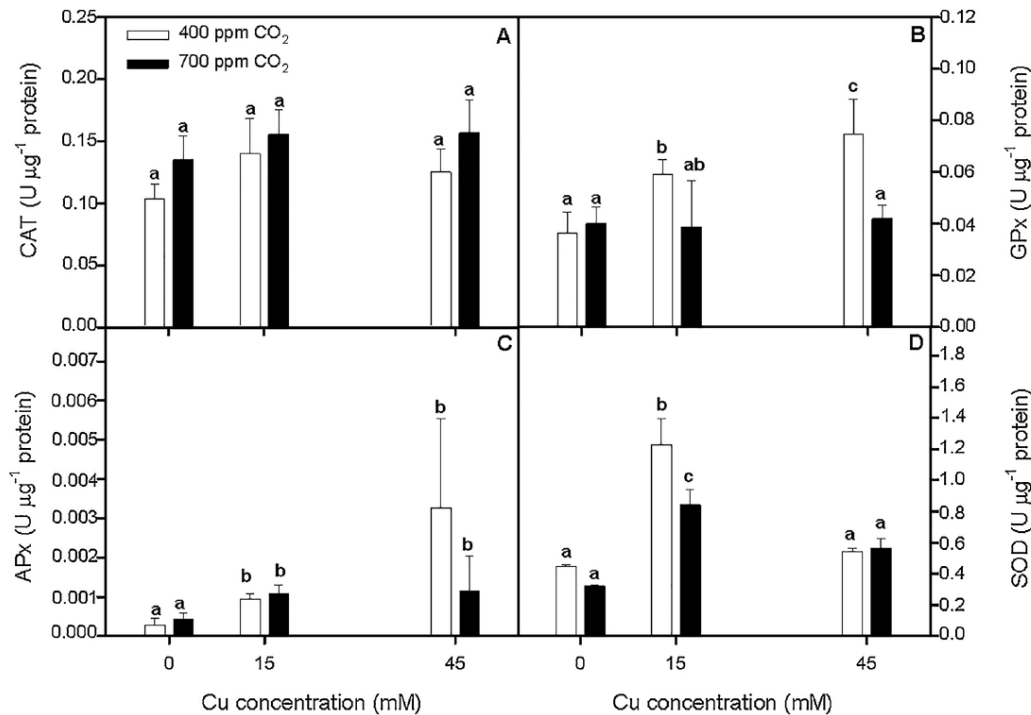 0.25
0.20
0.15
0.10
0.05
0.00
CAT (U µg⁻¹ protein)
400 ppm CO₂
700 ppm CO₂
A
a
a
a
a
a
a
B
a
a
b
ab
c
a
0.12
0.10
0.08
0.06
0.04
0.02
0.00
GPx (U µg⁻¹ protein)
0.007
0.006
0.005
0.004
0.003
0.002
0.001
0.000
APx (U µg⁻¹ protein)
C
a
a
b
b
b
b
0
15
45
Cu concentration (mM)
D
a
a
b
c
a
a
1.8
1.6
1.4
1.2
1.0
0.8
0.6
0.4
0.2
0.0
SOD (U µg⁻¹ protein)
0
15
45
Cu concentration (mM)